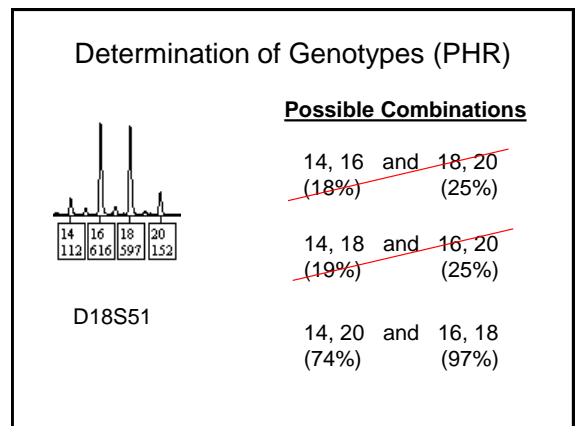 Determination of Genotypes (PHR)
Possible Combinations
14, 16 and 18, 20
(18%) (25%)
14, 18 and 16, 20
(19%) (25%)
14, 20 and 16, 18
(74%) (97%)
14 16 18 20
112 616 597 152
D18S51